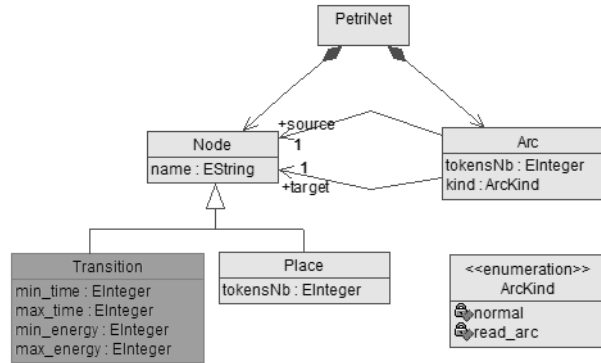 PetriNet
+source
1
Node
name : EString
1
+target
Arc
tokensNb : EInteger
kind : ArcKind
Transition
min_time : EInteger
max_time : EInteger
min_energy : EInteger
max_energy : EInteger
Place
tokensNb : EInteger
<<enumeration>>
ArcKind
normal
read_arc